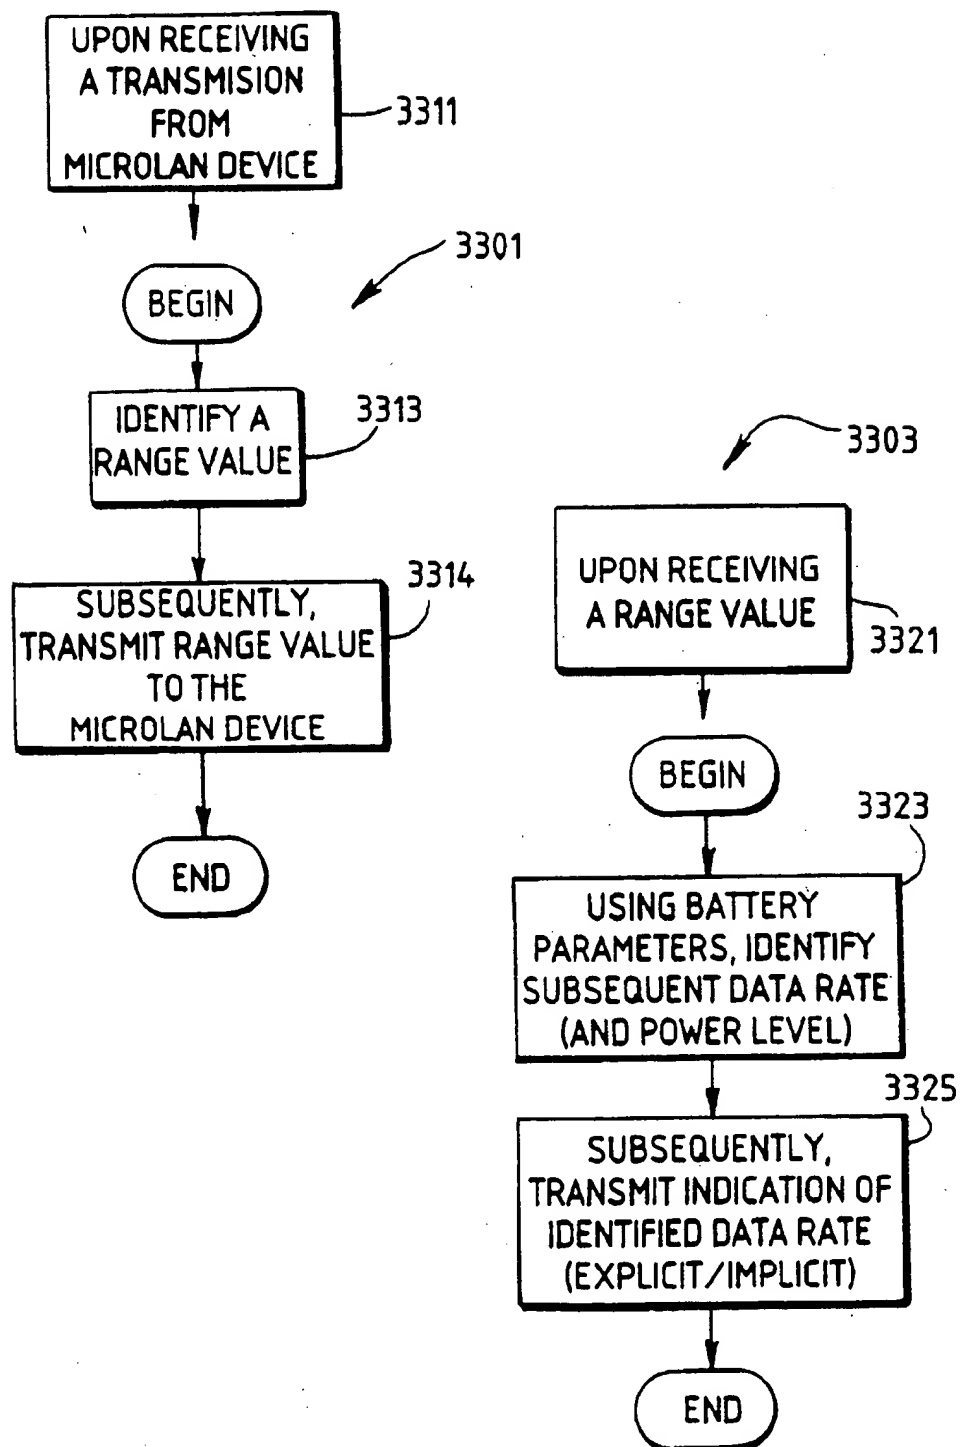 UPON RECEIVING
A TRANSMISION
FROM
MICROLAN DEVICE
3311
3301
BEGIN
IDENTIFY A
RANGE VALUE
3313
SUBSEQUENTLY,
TRANSMIT RANGE VALUE
TO THE
MICROLAN DEVICE
3314
END
3303
UPON RECEIVING
A RANGE VALUE
3321
BEGIN
3323
USING BATTERY
PARAMETERS, IDENTIFY
SUBSEQUENT DATA RATE
(AND POWER LEVEL)
3325
SUBSEQUENTLY,
TRANSMIT INDICATION OF
IDENTIFIED DATA RATE
(EXPLICIT/IMPLICIT)
END